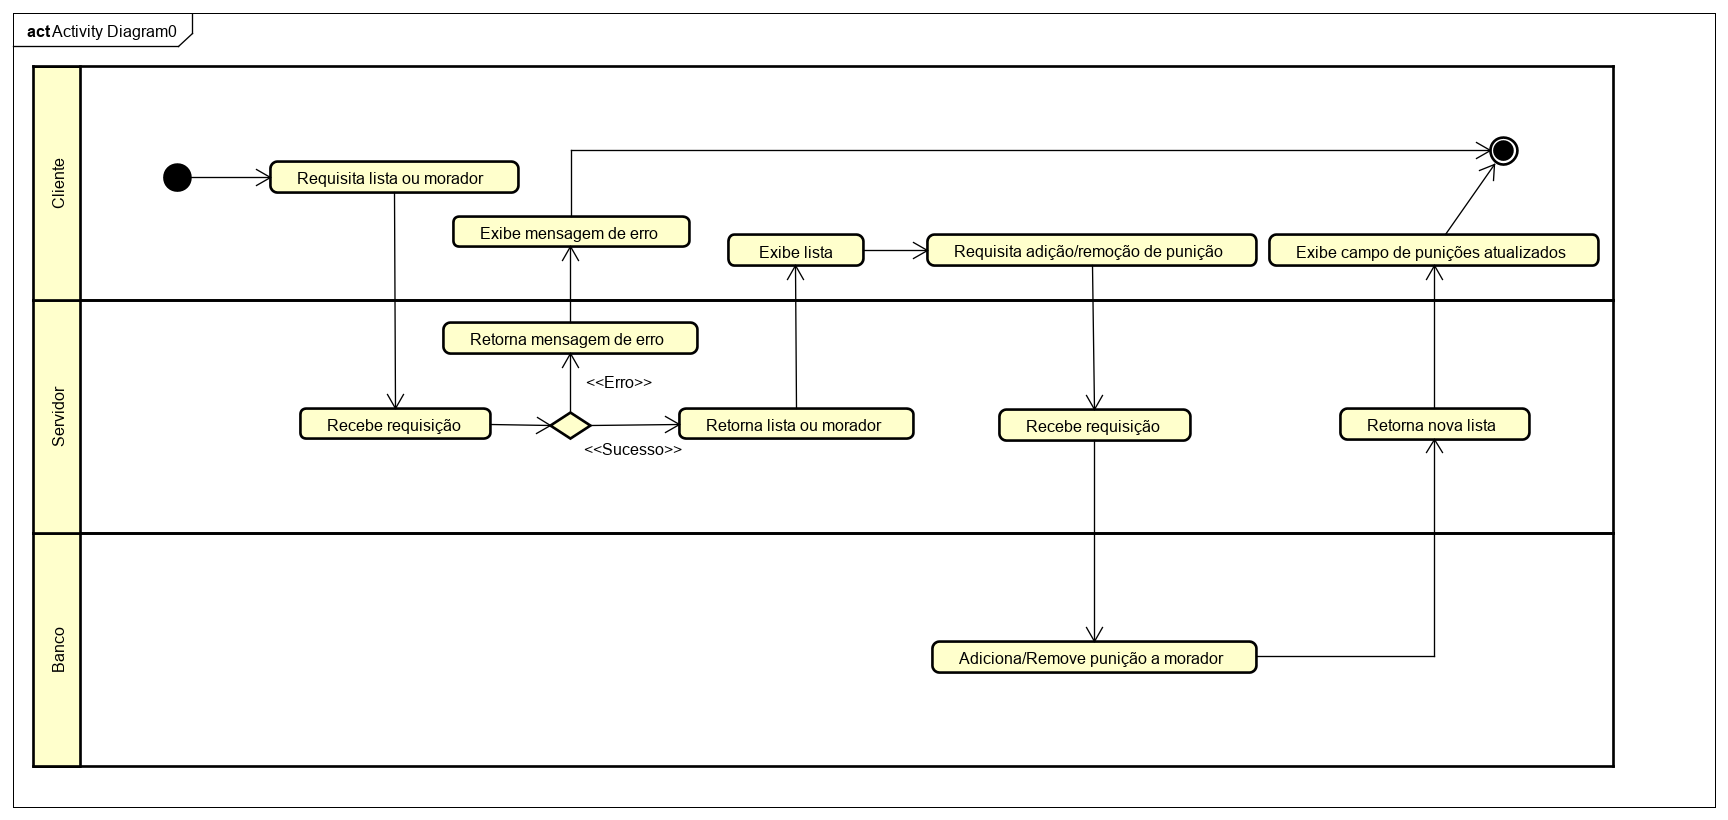 act Activity Diagram0
Cliente
Requisita lista ou morador
Exibe mensagem de erro
Exibe lista
Requisita adição/remoção de punição
Exibe campo de punições atualizados
Servidor
Retorna mensagem de erro
<<Erro>>
Recebe requisição
<<Sucesso>>
Retorna lista ou morador
Recebe requisição
Retorna nova lista
Banco
Adiciona/Remove punição a morador